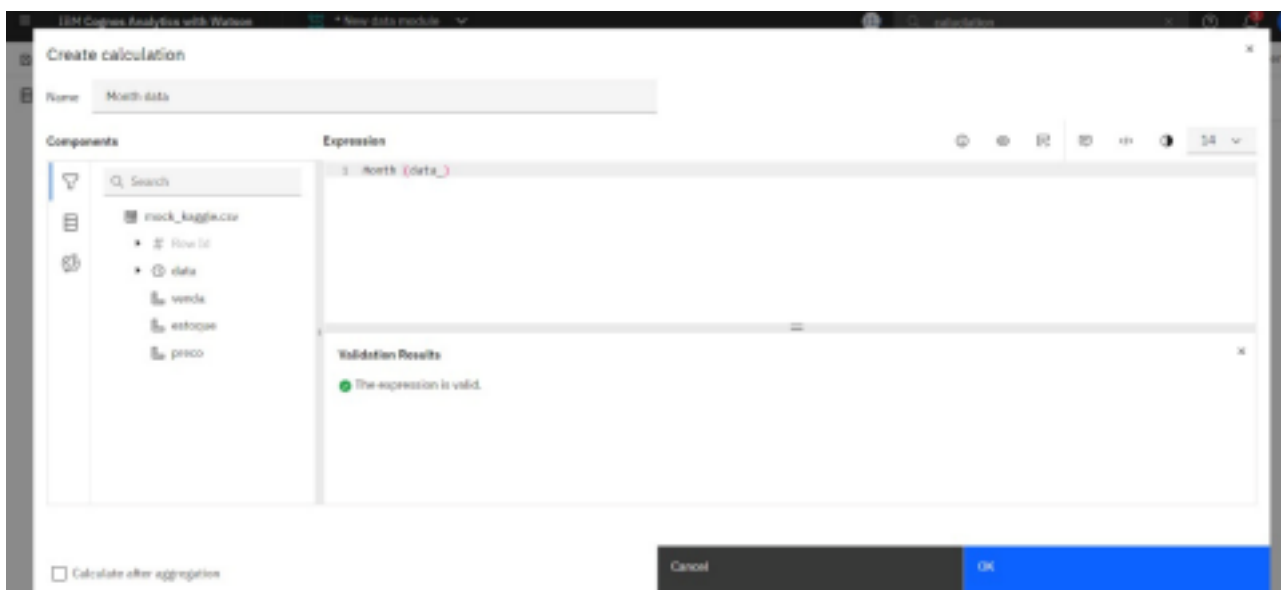 IBM Cognos Analytics with Watson
* New data module
calculation
Create calculation
Name
Month data
Components
Expression
14
Search
1 Month (data_)
mock_kaggle.csv
Row Id
data
venda
estoque
preco
Validation Results
The expression is valid.
Calculate after aggregation
Cancel
OK